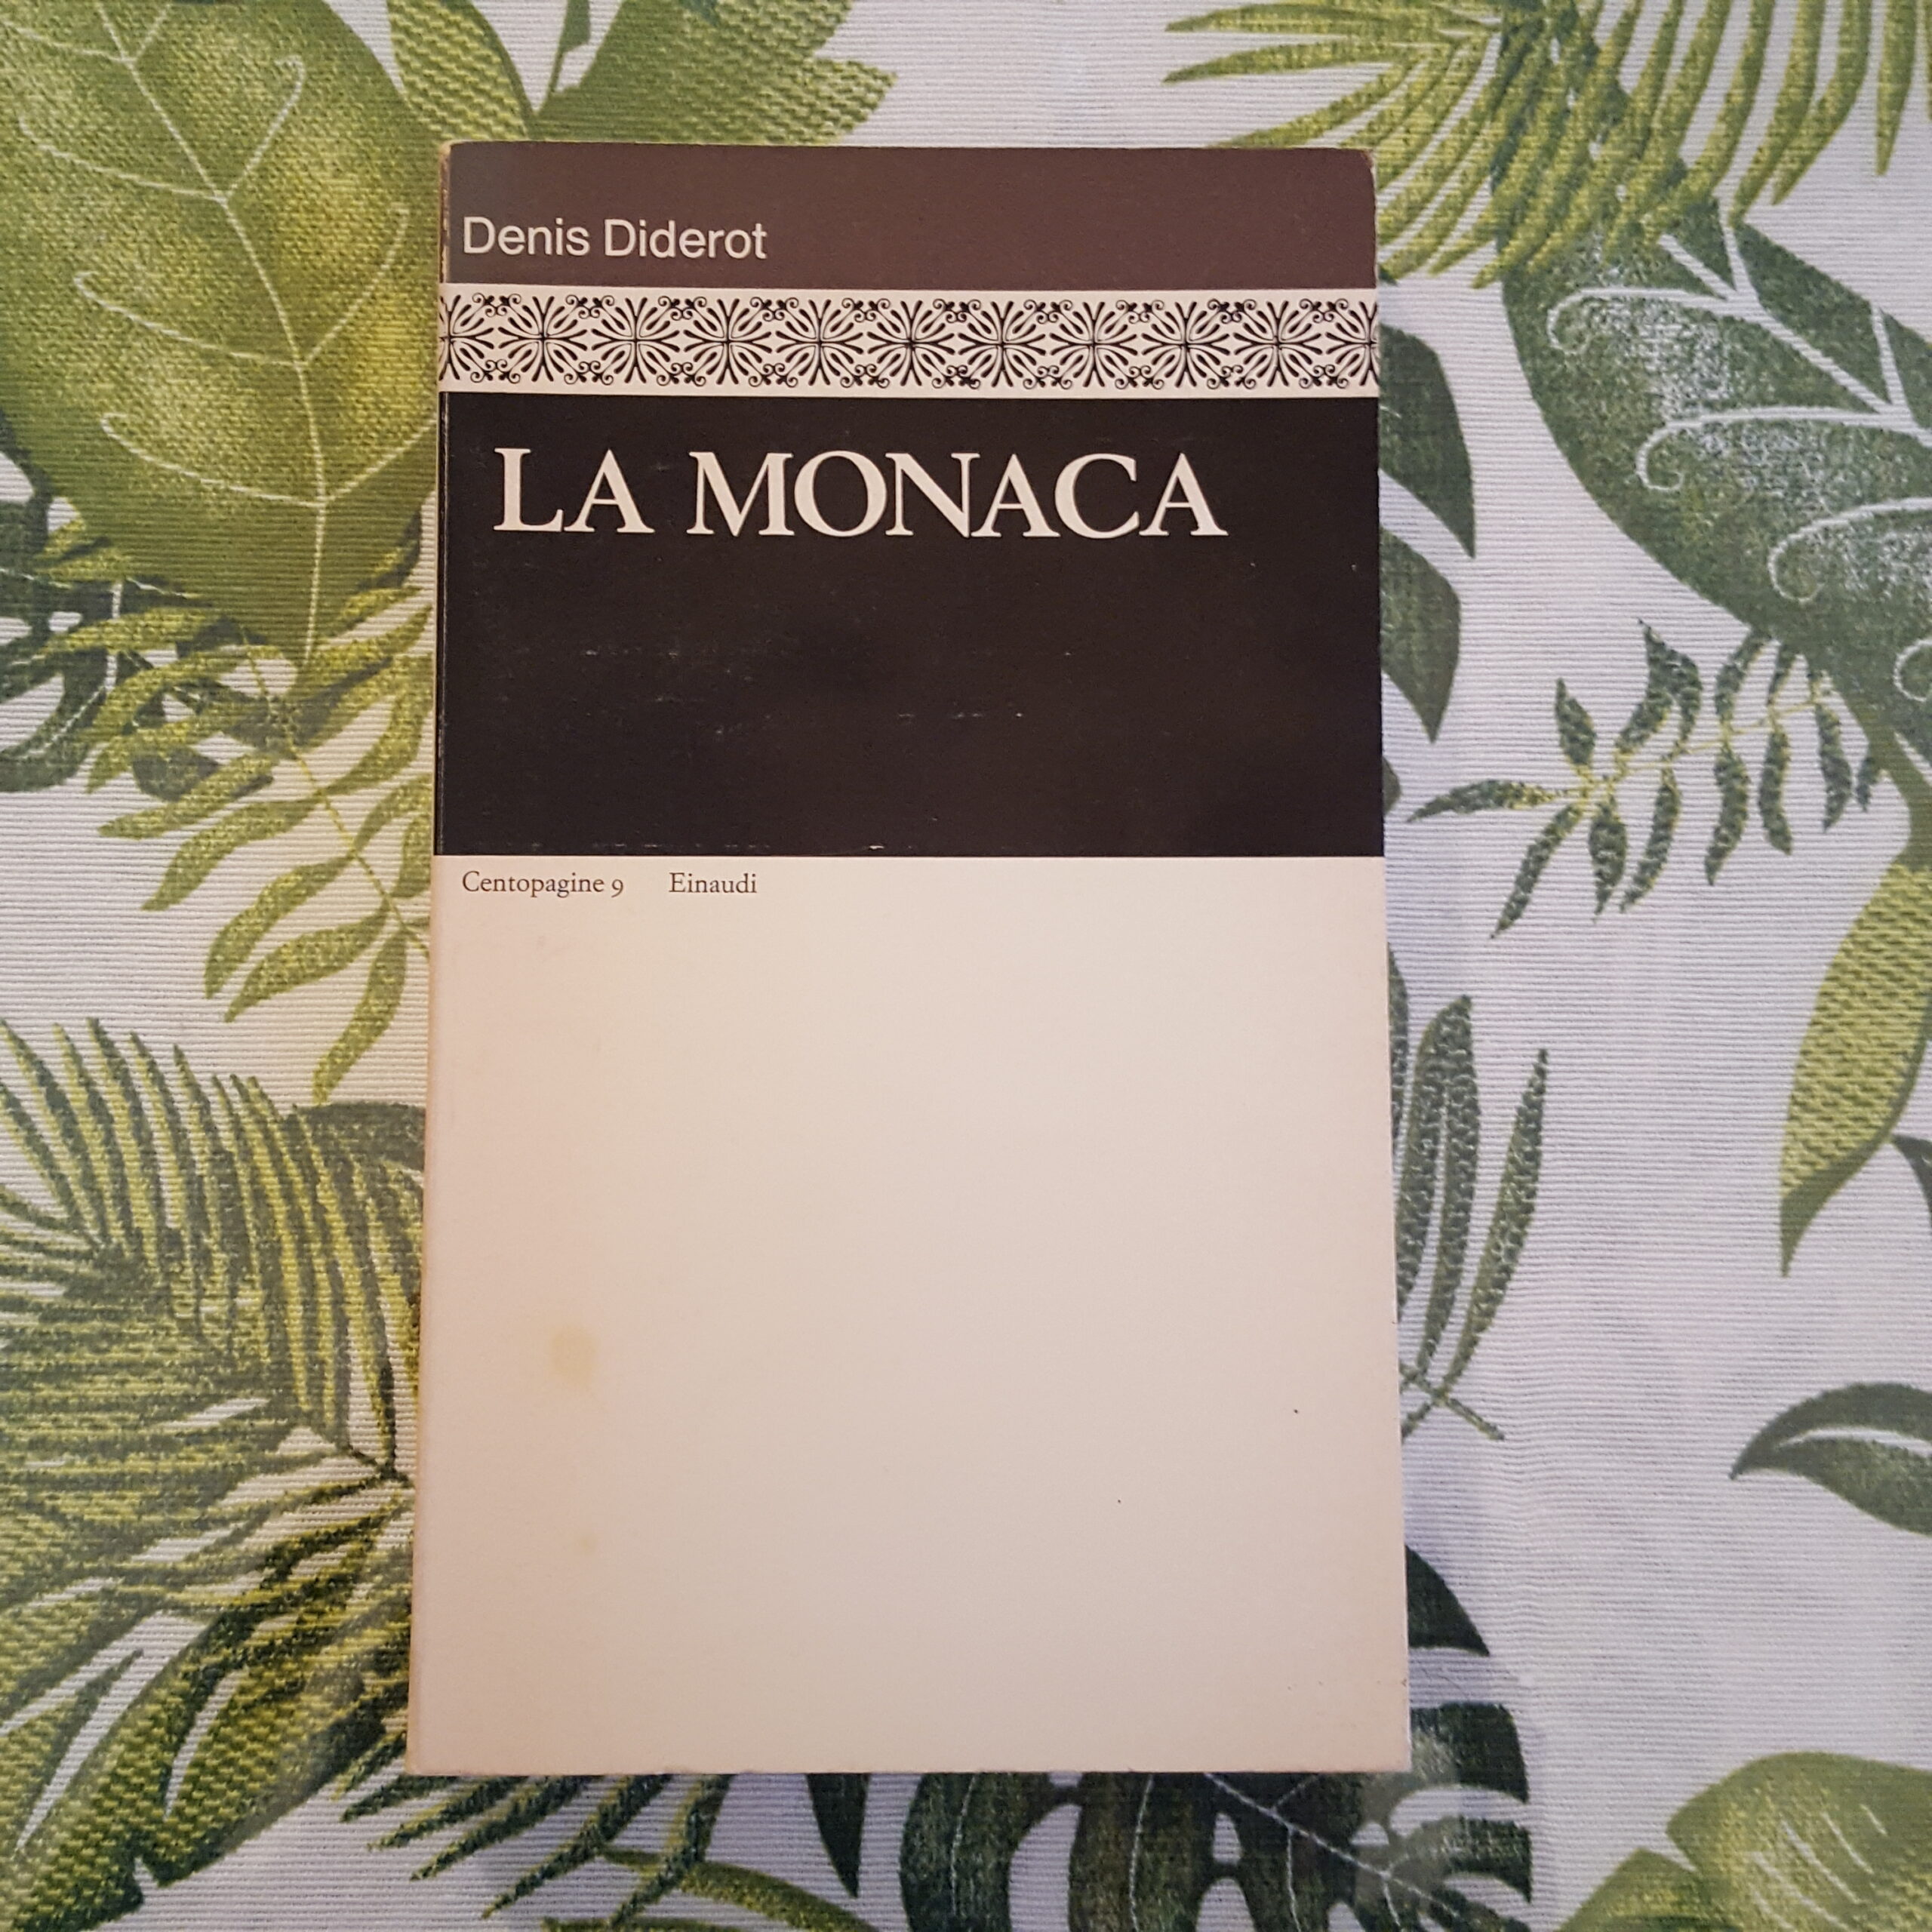 Denis Diderot
LA MONACA
Centopagine 9 Einaudi